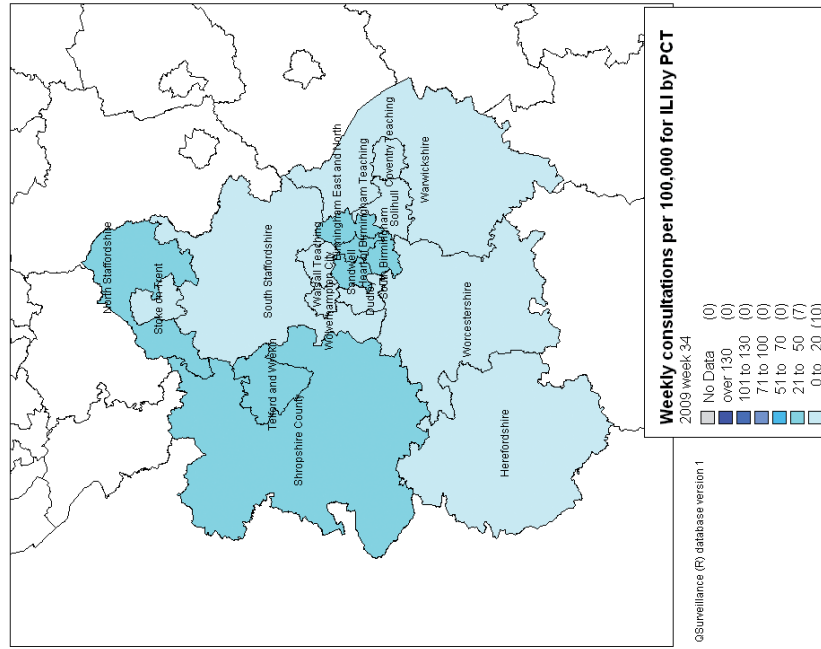 North Staffordshire
Stoke on Trent
South Staffordshire
Telford and Wrekin
Shropshire County
Walsall Teaching
Wolverhampton City
Birmingham East and North
Sandwell
Heart of Birmingham Teaching
Dudley
South Birmingham
Solihull
Coventry Teaching
Warwickshire
Worcestershire
Herefordshire
Weekly consultations per 100,000 for ILI by PCT
2009 week 34
No Data (0)
over 130 (0)
101 to 130 (0)
71 to 100 (0)
51 to 70 (0)
21 to 50 (7)
0 to 20 (10)
QSurveillance (R) database version 1